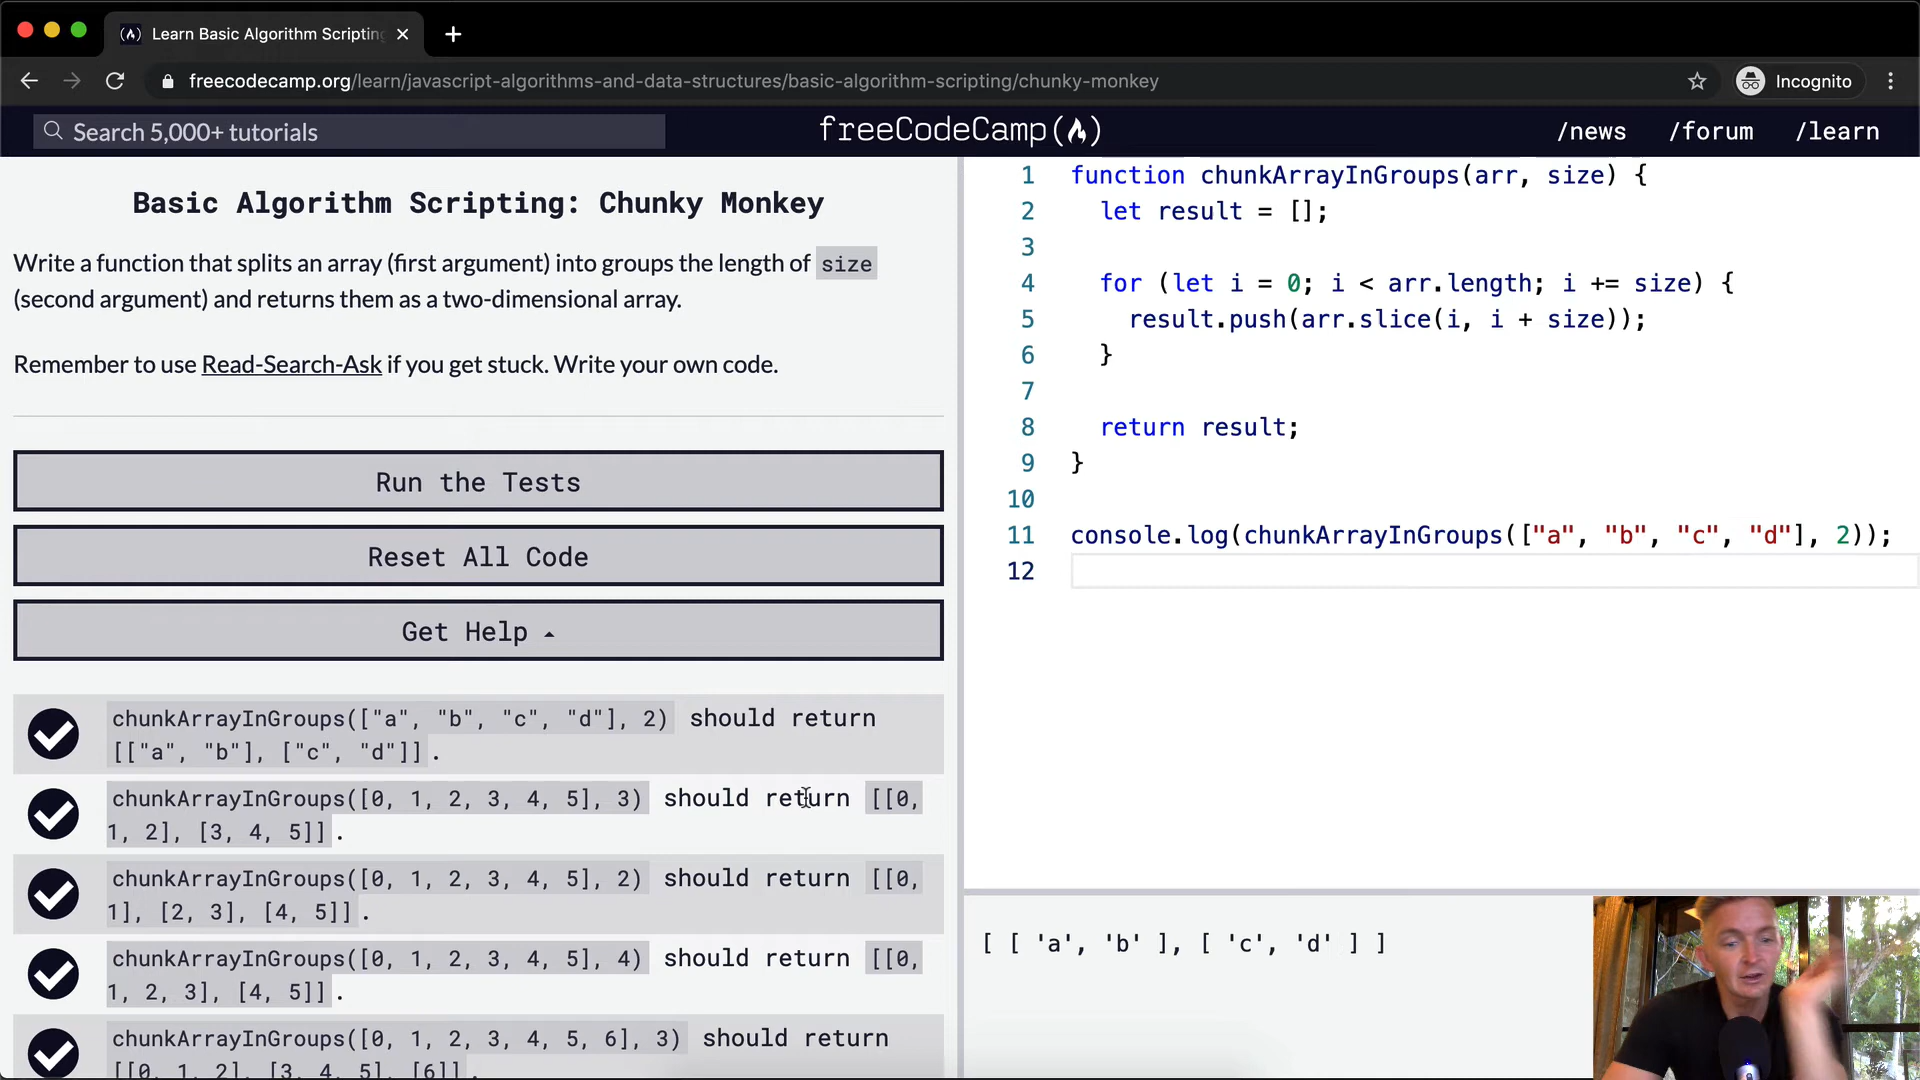 Learn Basic Algorithm Scripting
freecodecamp.org/learn/javascript-algorithms-and-data-structures/basic-algorithm-scripting/chunky-monkey
Incognito
Search 5,000+ tutorials
freeCodeCamp
/news /forum /learn
Basic Algorithm Scripting: Chunky Monkey
Write a function that splits an array (first argument) into groups the length of size
(second argument) and returns them as a two-dimensional array.
Remember to use Read-Search-Ask if you get stuck. Write your own code.
Run the Tests
Reset All Code
Get Help
chunkArrayInGroups(["a", "b", "c", "d"], 2) should return
[["a", "b"], ["c", "d"]].
chunkArrayInGroups([0, 1, 2, 3, 4, 5], 3) should return [[0,
1, 2], [3, 4, 5]].
chunkArrayInGroups([0, 1, 2, 3, 4, 5], 2) should return [[0,
1], [2, 3], [4, 5]].
chunkArrayInGroups([0, 1, 2, 3, 4, 5], 4) should return [[0,
1, 2, 3], [4, 5]].
chunkArrayInGroups([0, 1, 2, 3, 4, 5, 6], 3) should return
[[0, 1, 2], [3, 4, 5], [6]].
1 function chunkArrayInGroups(arr, size) {
2 let result = [];
3
4 for (let i = 0; i < arr.length; i += size) {
5 result.push(arr.slice(i, i + size));
6 }
7
8 return result;
9 }
10
11 console.log(chunkArrayInGroups(["a", "b", "c", "d"], 2));
12
[ [ 'a', 'b' ], [ 'c', 'd' ] ]